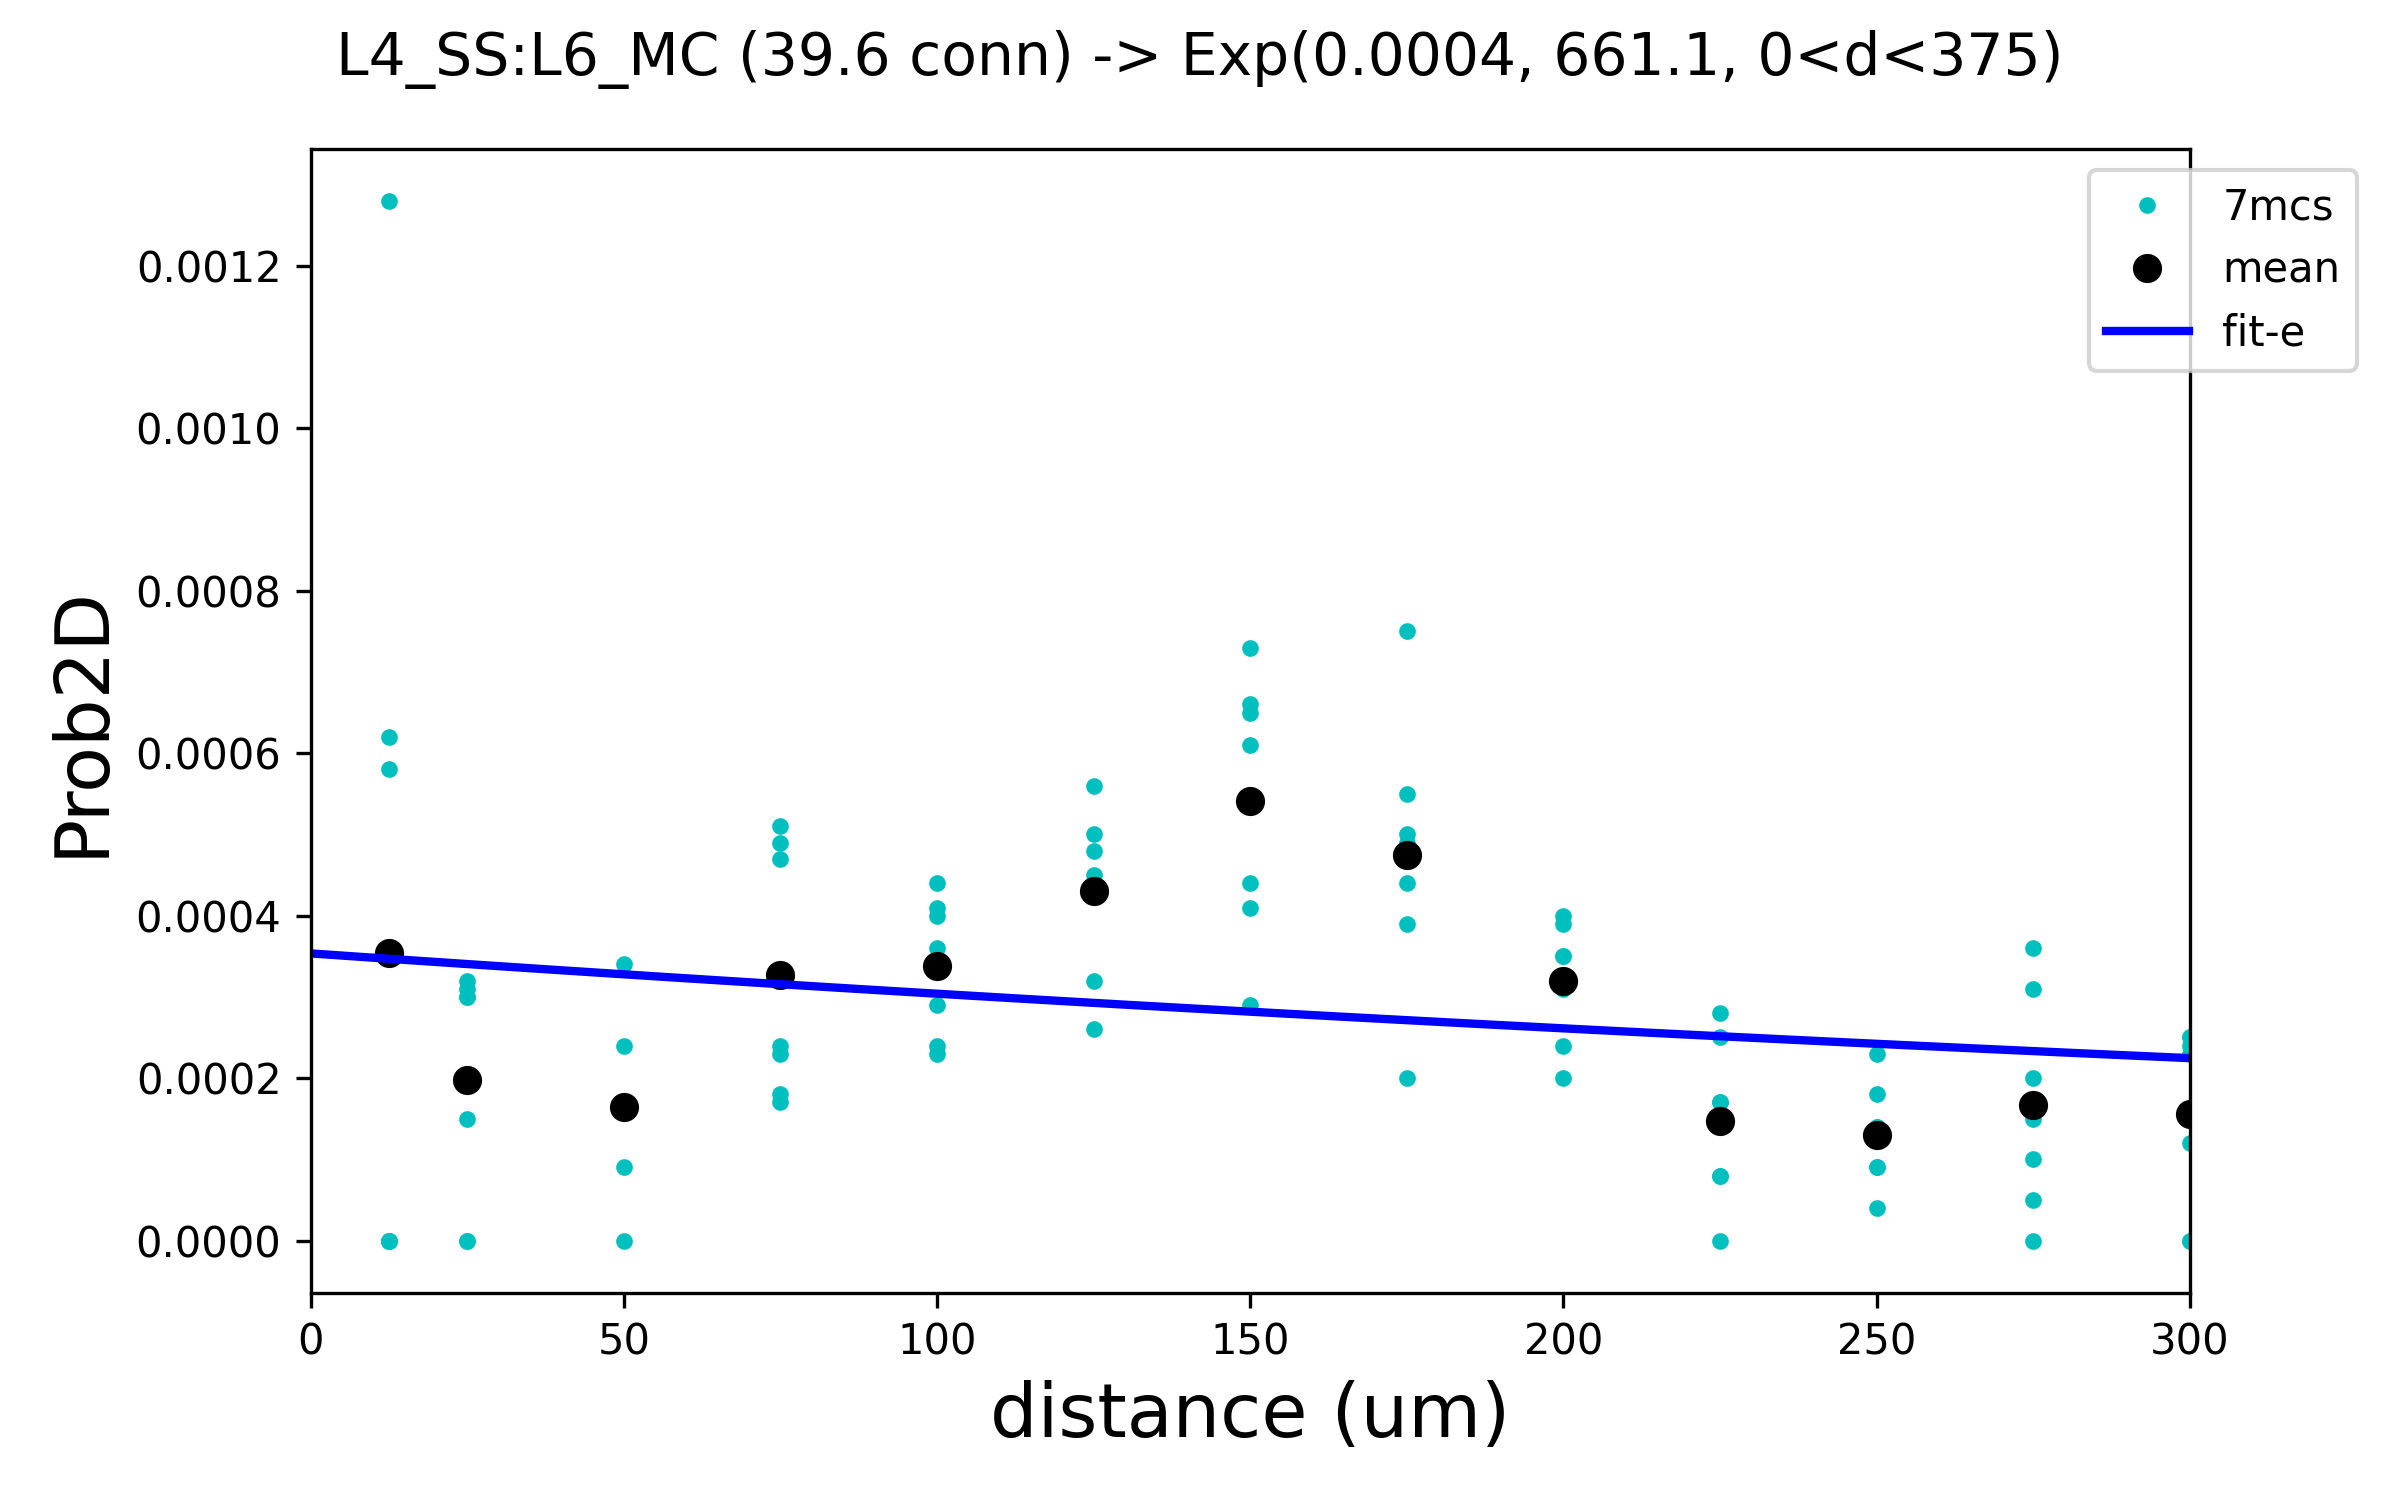 L4_SS:L6_MC (39.6 conn) -> Exp(0.0004, 661.1, 0<d<375)
7mcs
mean
fit-e
Prob2D
0.0012
0.0010
0.0008
0.0006
0.0004
0.0002
0.0000
0 50 100 150 200 250 300
distance (um)